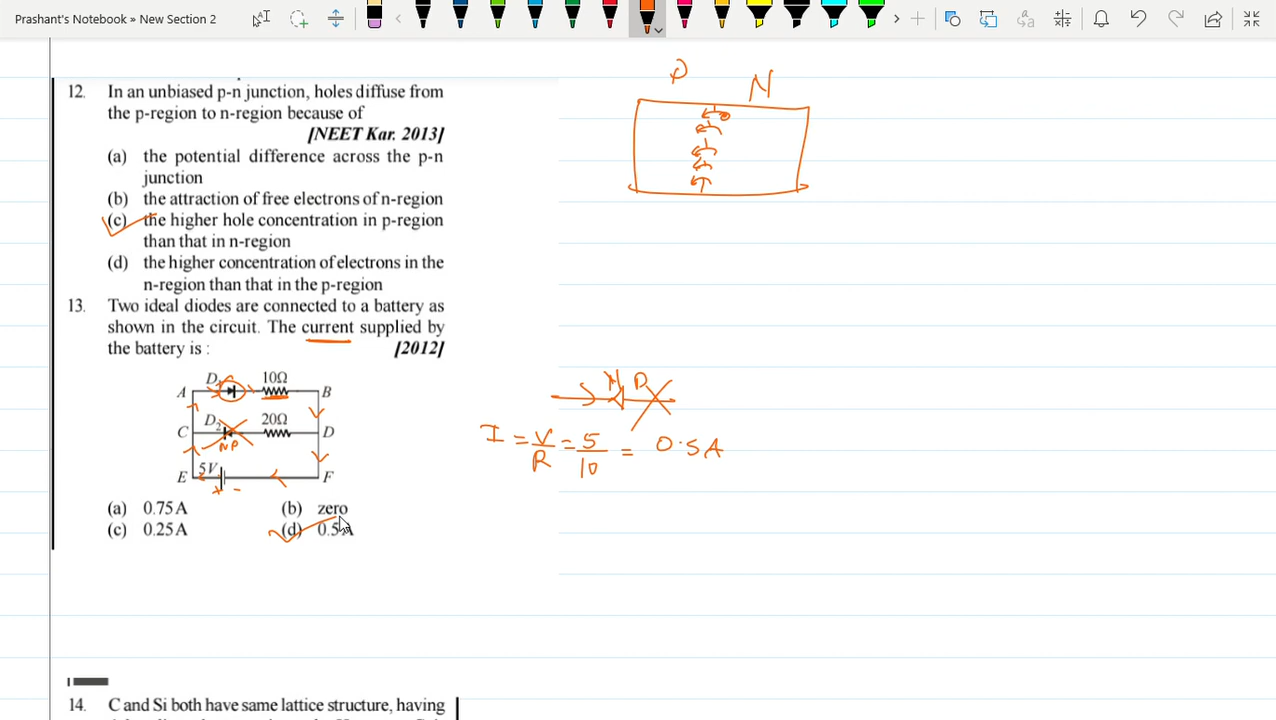 Prashant's Notebook » New Section 2
P N
12. In an unbiased p-n junction, holes diffuse from
the p-region to n-region because of
[NEET Kar. 2013]
(a) the potential difference across the p-n
junction
(b) the attraction of free electrons of n-region
(c) the higher hole concentration in p-region
than that in n-region
(d) the higher concentration of electrons in the
n-region than that in the p-region
13. Two ideal diodes are connected to a battery as
shown in the circuit. The current supplied by
the battery is : [2012]
D 10Ω
A B
D2 20Ω
C D
NP
5V
E F
+ -
N P
I = V/R = 5/10 = 0.5A
(a) 0.75A (b) zero
(c) 0.25A (d) 0.5A
14. C and Si both have same lattice structure, having